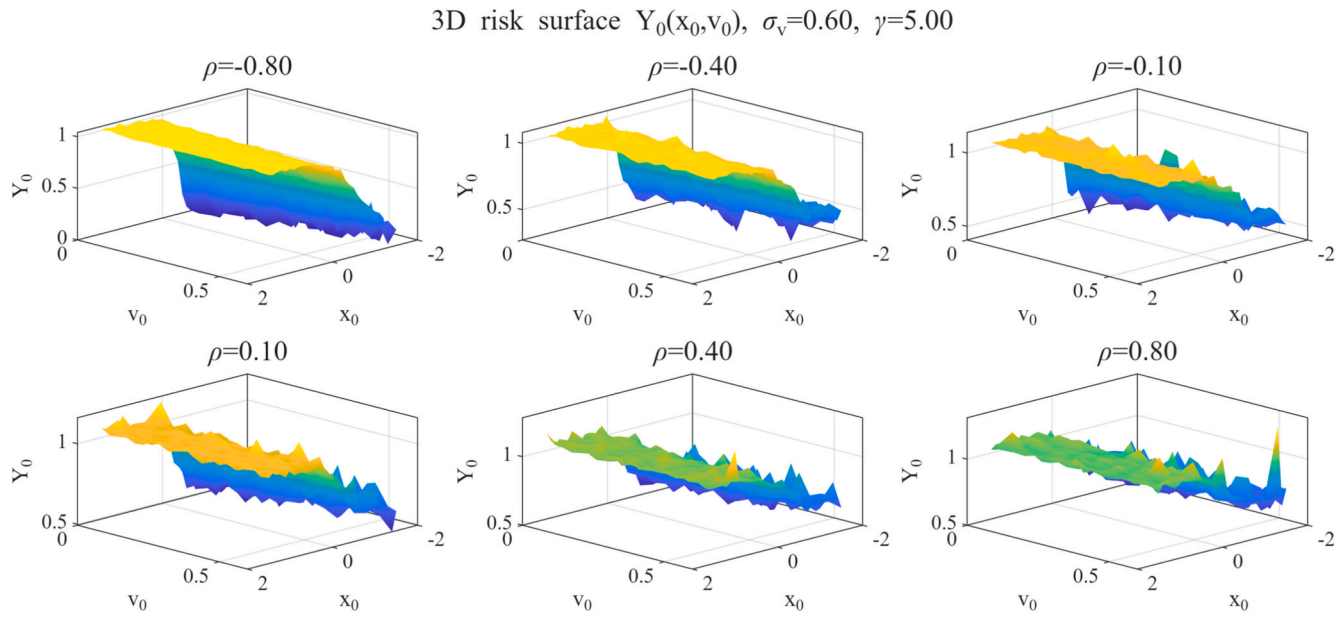 3D risk surface Y₀(x₀,v₀), σᵥ=0.60, γ=5.00
ρ=-0.80
1
0.5
0
Y₀
0
0.5
v₀
2
0
-2
x₀
ρ=-0.40
1
0.5
Y₀
0
0.5
v₀
2
0
-2
x₀
ρ=-0.10
1
0.5
Y₀
0
0.5
v₀
2
0
-2
x₀
ρ=0.10
1
0.5
Y₀
0
0.5
v₀
2
0
-2
x₀
ρ=0.40
1
0.5
Y₀
0
0.5
v₀
2
0
-2
x₀
ρ=0.80
1
0.5
Y₀
0
0.5
v₀
2
0
-2
x₀